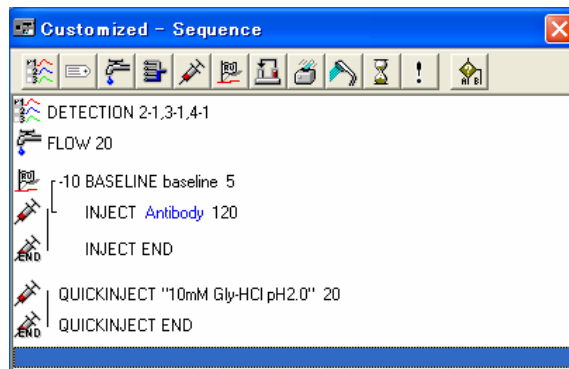 Customized - Sequence
DETECTION 2-1,3-1,4-1
FLOW 20
-10 BASELINE baseline 5
INJECT Antibody 120
INJECT END
QUICKINJECT "10mM Gly-HCl pH2.0" 20
QUICKINJECT END